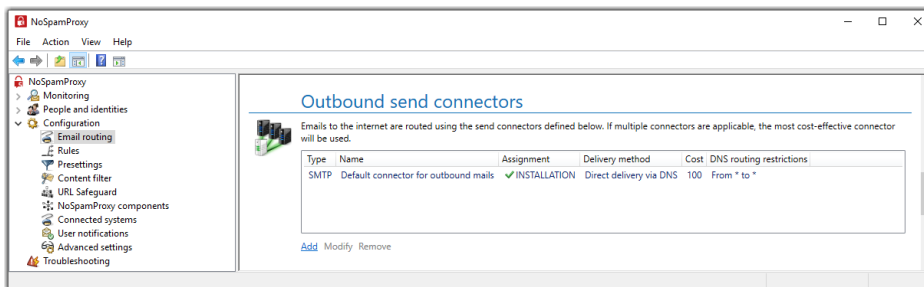 NoSpamProxy
File Action View Help
NoSpamProxy
Monitoring
People and identities
Configuration
Email routing
Rules
Presettings
Content filter
URL Safeguard
NoSpamProxy components
Connected systems
User notifications
Advanced settings
Troubleshooting
Outbound send connectors
Emails to the internet are routed using the send connectors defined below. If multiple connectors are applicable, the most cost-effective connector
will be used.
Type Name Assignment Delivery method Cost DNS routing restrictions
SMTP Default connector for outbound mails INSTALLATION Direct delivery via DNS 100 From * to *
Add Modify Remove